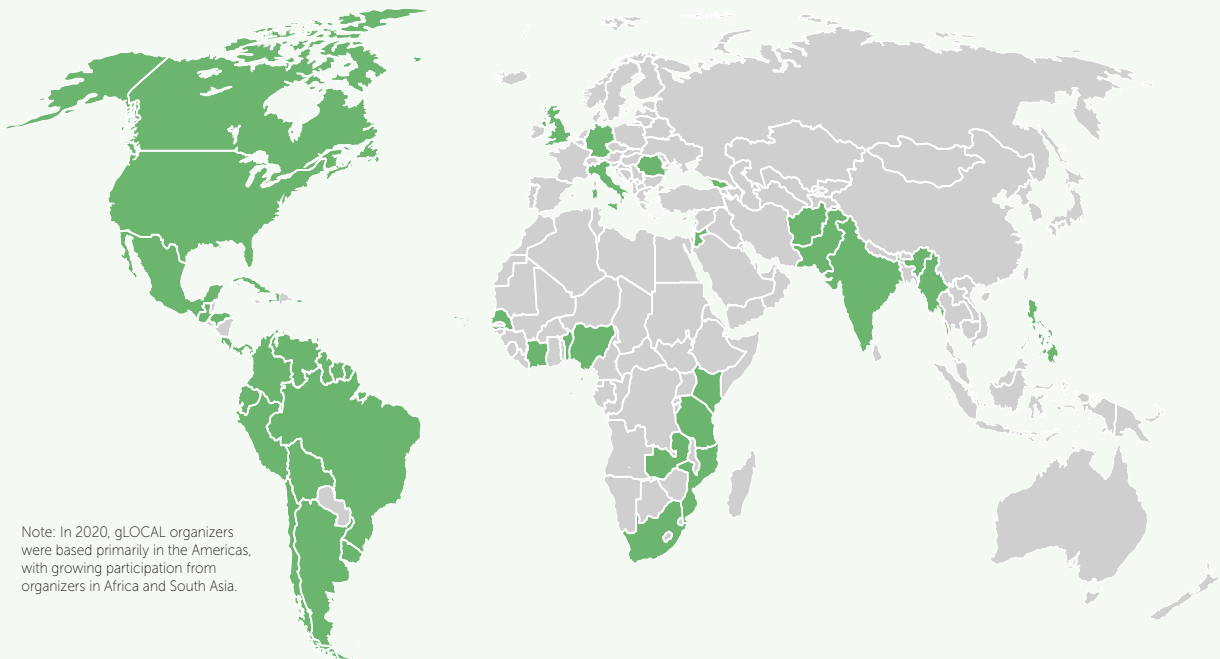 Note: In 2020, gLOCAL organizers
were based primarily in the Americas,
with growing participation from
organizers in Africa and South Asia.